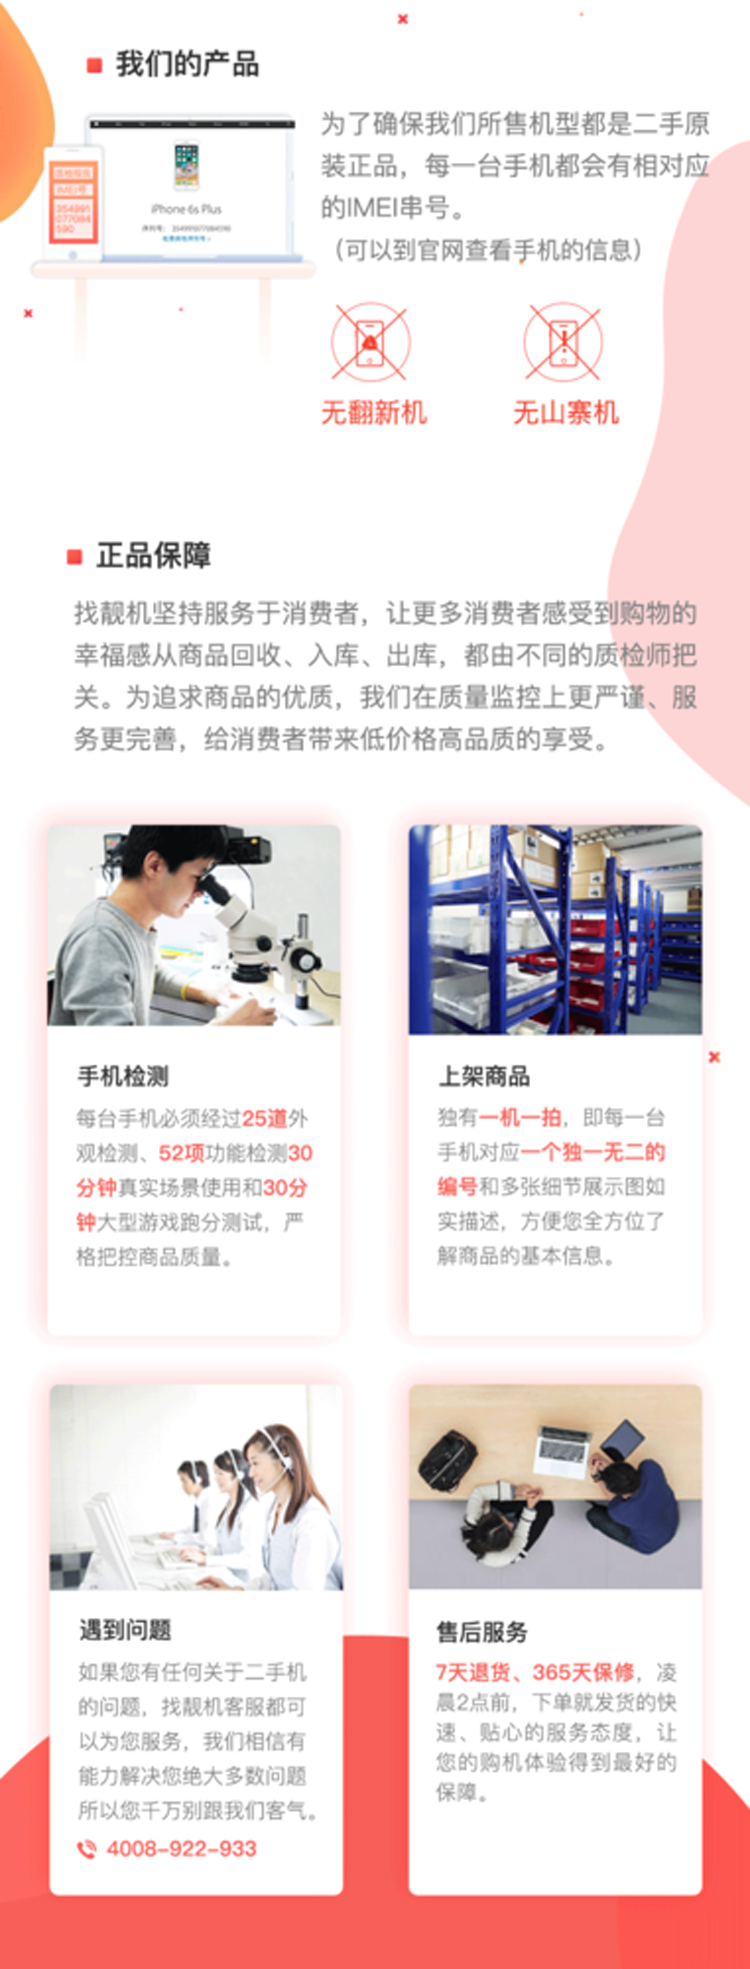 我们的产品
为了确保我们所售机型都是二手原
装正品，每一台手机都会有相对应
的IMEI串号。
（可以到官网查看手机的信息）
质检报告
IMEI号
354991
077084
590
iPhone 6s Plus
序列号： 354991077084590
无翻新机
无山寨机
正品保障
找靓机坚持服务于消费者，让更多消费者感受到购物的
幸福感从商品回收、入库、出库，都由不同的质检师把
关。为追求商品的优质，我们在质量监控上更严谨、服
务更完善，给消费者带来低价格高品质的享受。
手机检测
每台手机必须经过25道外
观检测、52项功能检测30
分钟真实场景使用和30分
钟大型游戏跑分测试，严
格把控商品质量。
上架商品
独有一机一拍，即每一台
手机对应一个独一无二的
编号和多张细节展示图如
实描述，方便您全方位了
解商品的基本信息。
遇到问题
如果您有任何关于二手机
的问题，找靓机客服都可
以为您服务，我们相信有
能力解决您绝大多数问题
所以您千万别跟我们客气。
4008-922-933
售后服务
7天退货、365天保修，凌
晨2点前，下单就发货的快
速、贴心的服务态度，让
您的购机体验得到最好的
保障。